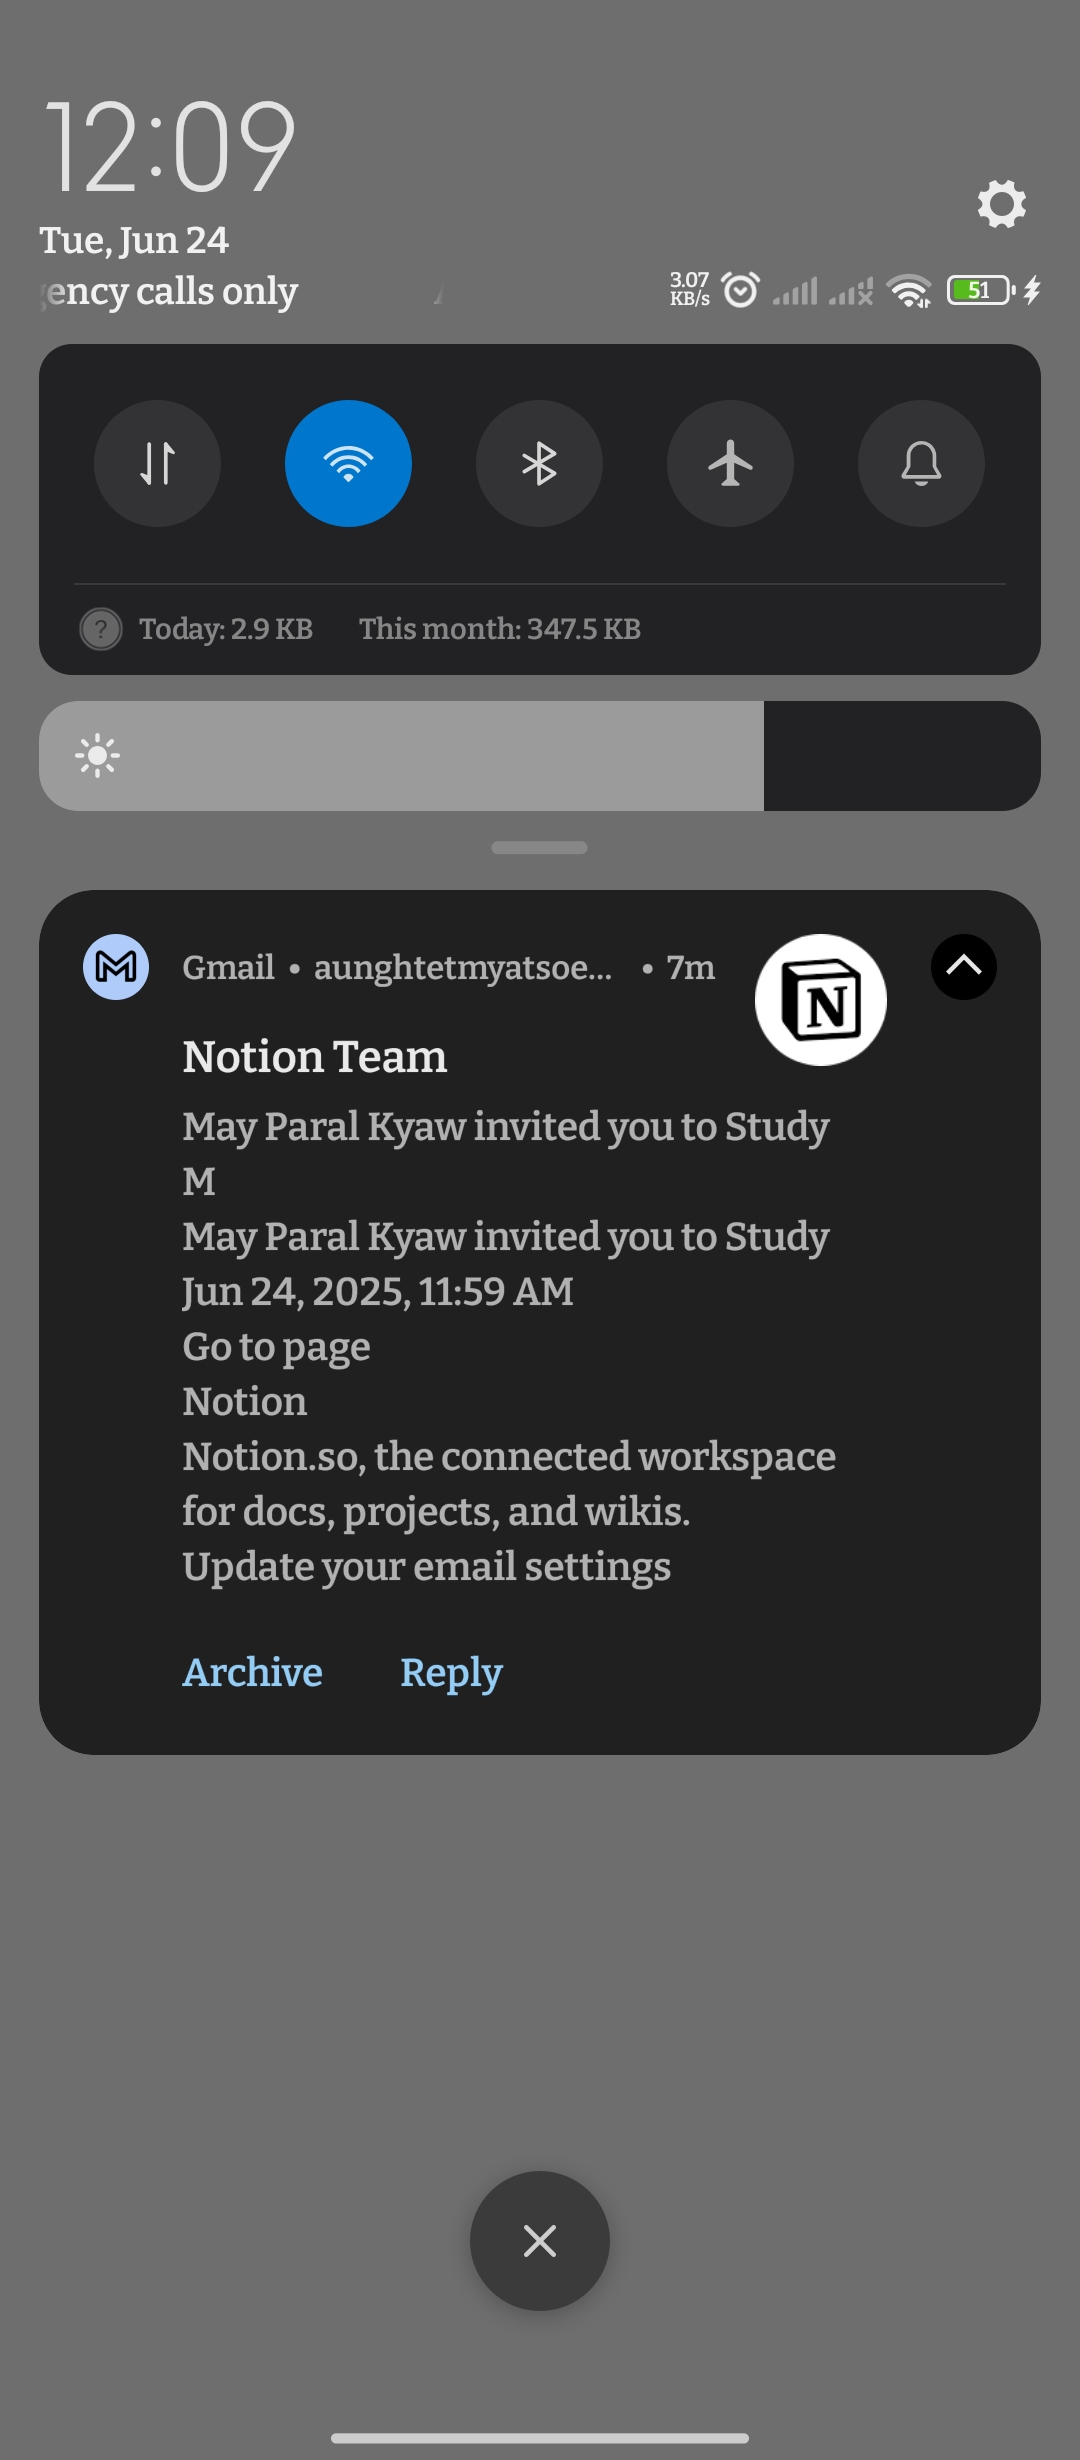 12:09
Tue, Jun 24
ency calls only
3.07
KB/s
51
Today: 2.9 KB This month: 347.5 KB
Gmail • aunghtetmyatsoe... • 7m
N
Notion Team
May Paral Kyaw invited you to Study
M
May Paral Kyaw invited you to Study
Jun 24, 2025, 11:59 AM
Go to page
Notion
Notion.so, the connected workspace
for docs, projects, and wikis.
Update your email settings
Archive Reply